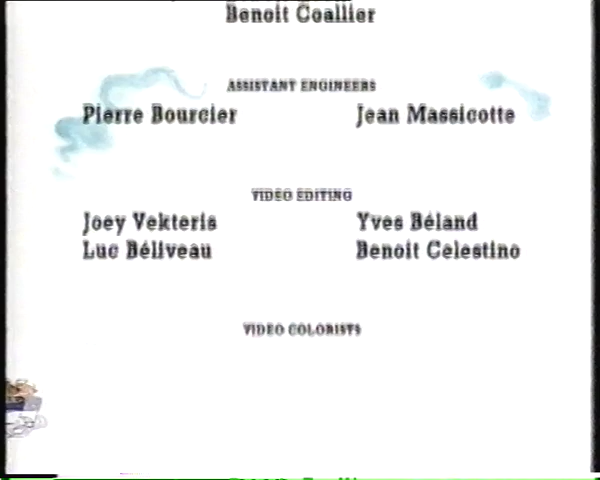 Benoit Coallier
ASSISTANT ENGINEERS
Pierre Bourcier Jean Massicotte
VIDEO EDITING
Joey Vekteris Yves Béland
Luc Béliveau Benoit Celestino
VIDEO COLORISTS